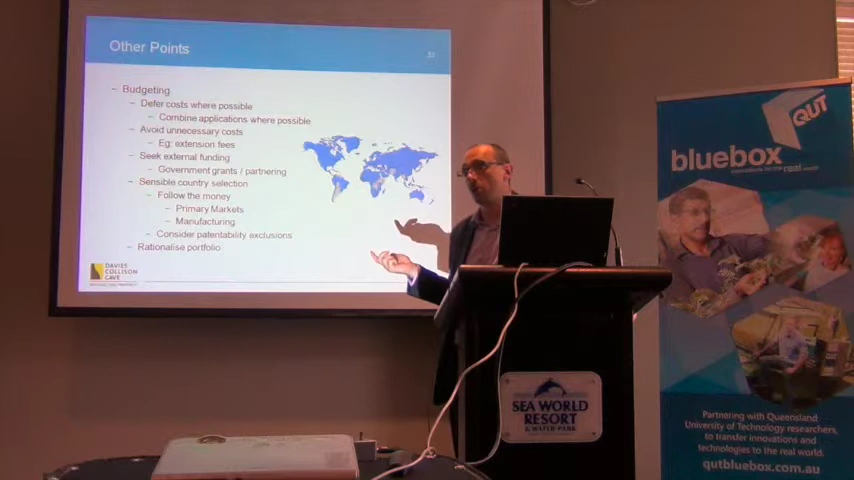 Other Points
– Budgeting
– Defer costs where possible
– Combine applications where possible
– Avoid unnecessary costs
– Eg: extension fees
– Seek external funding
– Government grants / partnering
– Sensible country selection
– Follow the money
– Primary Markets
– Manufacturing
– Consider patentability exclusions
– Rationalise portfolio
DAVIES
COLLISON
CAVE
SEA WORLD
RESORT
& WATER PARK
QUT
bluebox
Partnering with Queensland
University of Technology researchers,
to transfer innovations and
technologies to the real world.
qutbluebox.com.au